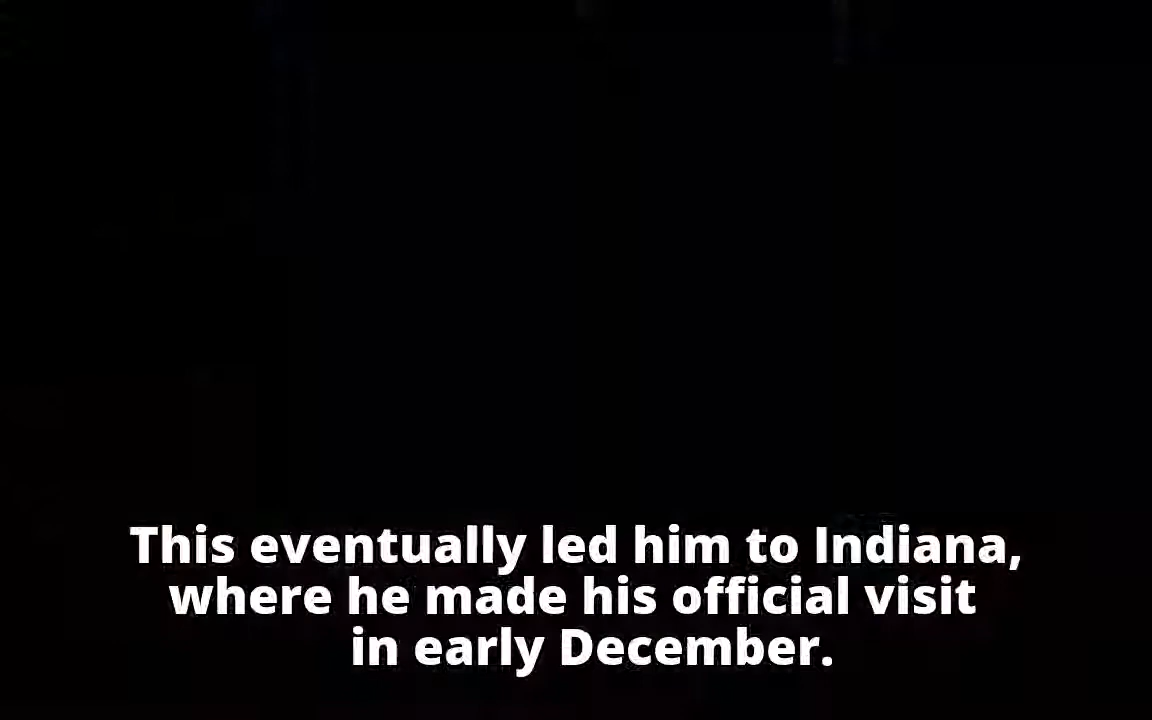 This eventually led him to Indiana,
where he made his official visit
in early December.